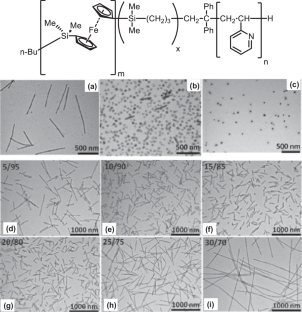 Me Me Fe Me Ph
Me Si Si (CH₂)₃ CH₂ CH₂ H
n-Bu Me x Ph N
m n
(a) (b) (c)
500 nm 500 nm 500 nm
5/95 10/90 15/85
(d) 1000 nm (e) 1000 nm (f) 1000 nm
20/80 25/75 30/70
(g) 1000 nm (h) 1000 nm (i) 1000 nm